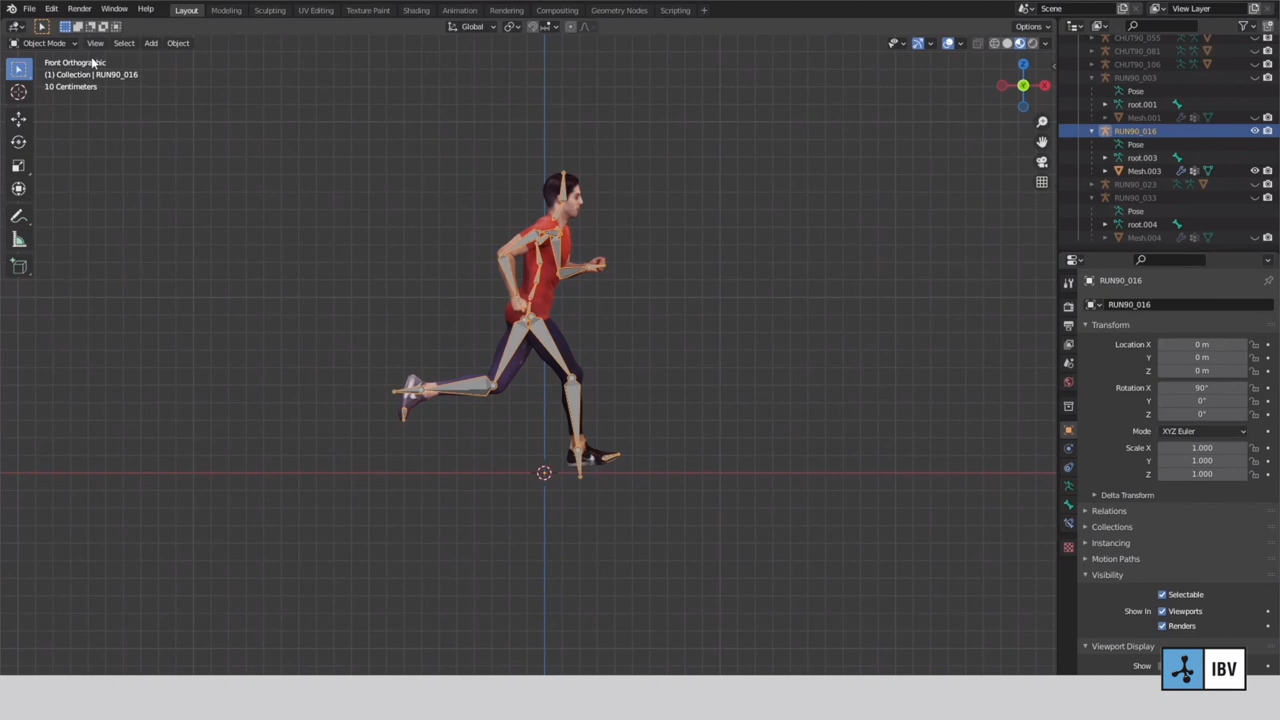 File Edit Render Window Help Layout Modeling Sculpting UV Editing Texture Paint Shading Animation Rendering Compositing Geometry Nodes Scripting + Scene View Layer
Global Options
Object Mode View Select Add Object
Front Orthographic
(1) Collection | RUN90_016
10 Centimeters
Z
Y
X
CHUT90_055
CHUT90_081
CHUT90_106
RUN90_003
Pose
root.001
Mesh.001
RUN90_016
Pose
root.003
Mesh.003
RUN90_023
RUN90_033
Pose
root.004
Mesh.004
RUN90_016
RUN90_016
Transform
Location X 0 m
Y 0 m
Z 0 m
Rotation X 90°
Y 0°
Z 0°
Mode XYZ Euler
Scale X 1.000
Y 1.000
Z 1.000
Delta Transform
Relations
Collections
Instancing
Motion Paths
Visibility
Selectable
Show In Viewports
Renders
Viewport Display
Show
IBV